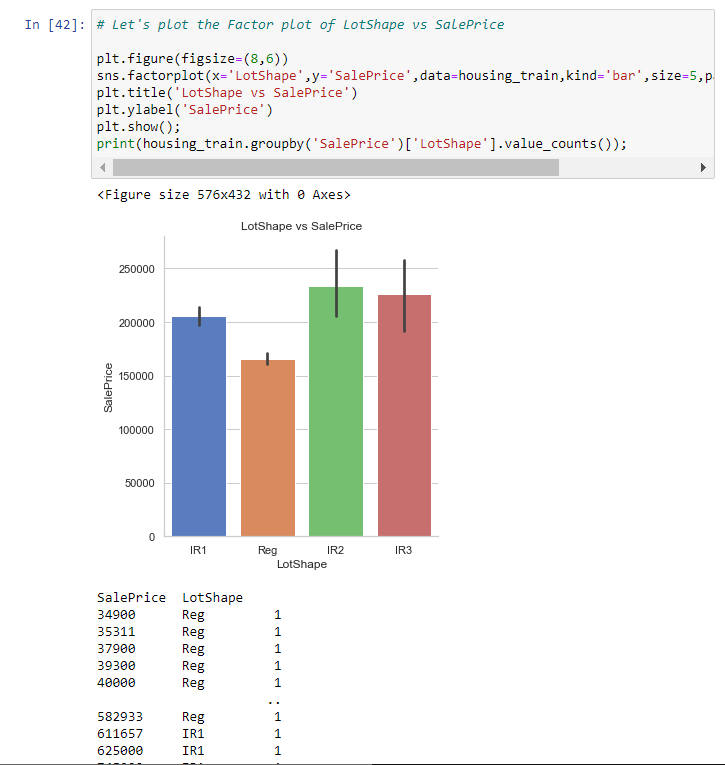 In [42]: # Let's plot the Factor plot of LotShape vs SalePrice
plt.figure(figsize=(8,6))
sns.factorplot(x='LotShape',y='SalePrice',data=housing_train,kind='bar',size=5,p
plt.title('LotShape vs SalePrice')
plt.ylabel('SalePrice')
plt.show();
print(housing_train.groupby('SalePrice')['LotShape'].value_counts());
<Figure size 576x432 with 0 Axes>
LotShape vs SalePrice
250000
200000
150000
100000
50000
0
SalePrice
IR1 Reg IR2 IR3
LotShape
SalePrice LotShape
34900 Reg 1
35311 Reg 1
37900 Reg 1
39300 Reg 1
40000 Reg 1
..
582933 Reg 1
611657 IR1 1
625000 IR1 1